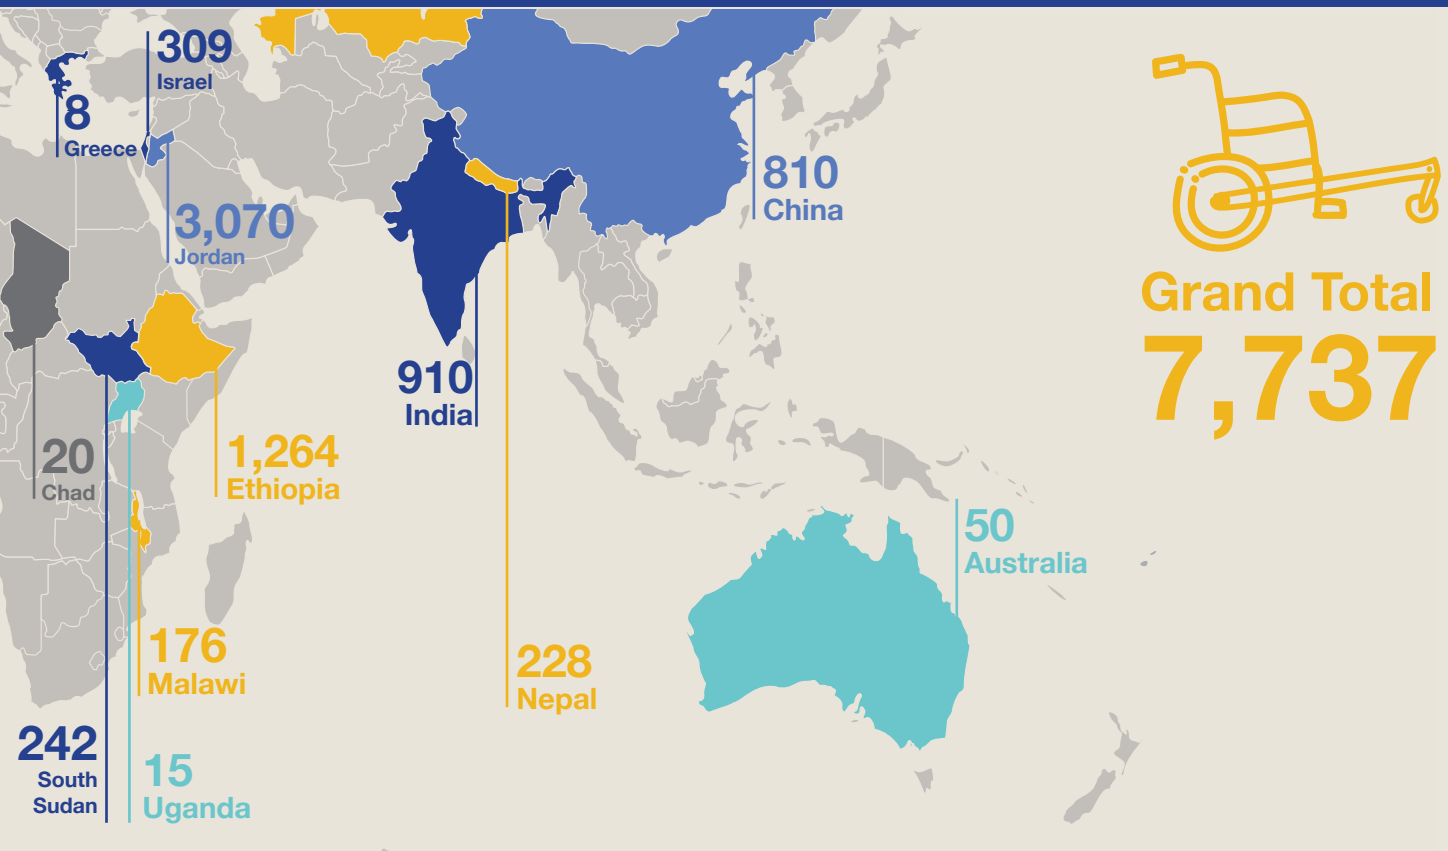 309
Israel
8
Greece
3,070
Jordan
810
China
Grand Total
7,737
910
India
20
Chad
1,264
Ethiopia
50
Australia
176
Malawi
228
Nepal
242
South
Sudan
15
Uganda